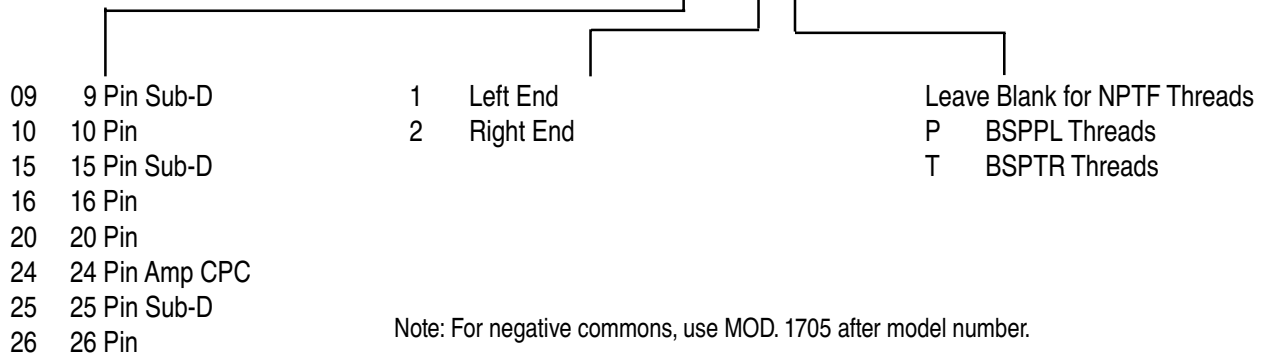 09 9 Pin Sub-D 1 Left End Leave Blank for NPTF Threads
10 10 Pin 2 Right End P BSPPL Threads
15 15 Pin Sub-D T BSPTR Threads
16 16 Pin
20 20 Pin
24 24 Pin Amp CPC
25 25 Pin Sub-D
26 26 Pin
Note: For negative commons, use MOD. 1705 after model number.